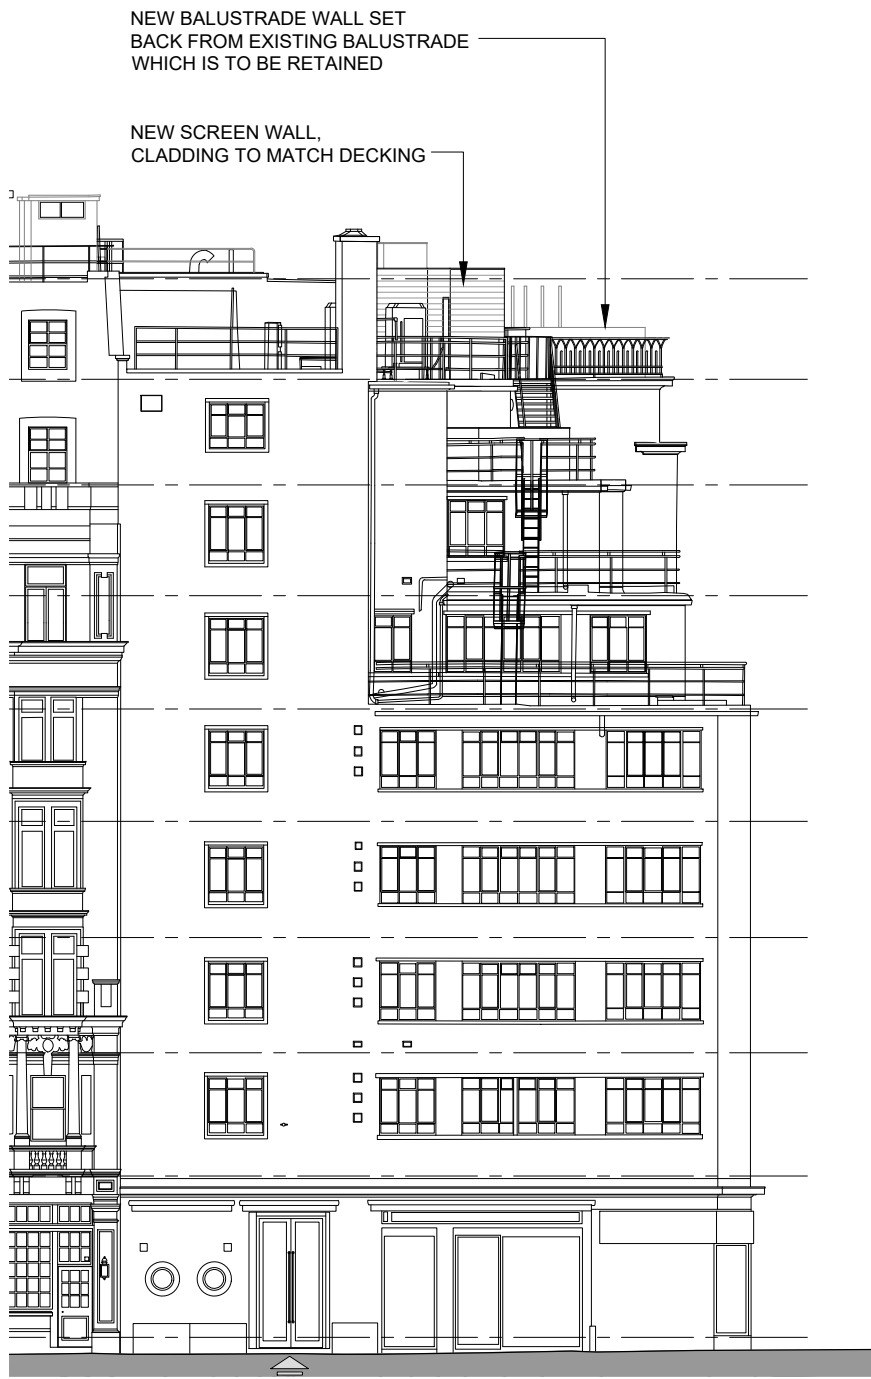 NEW BALUSTRADE WALL SET
BACK FROM EXISTING BALUSTRADE
WHICH IS TO BE RETAINED
NEW SCREEN WALL,
CLADDING TO MATCH DECKING